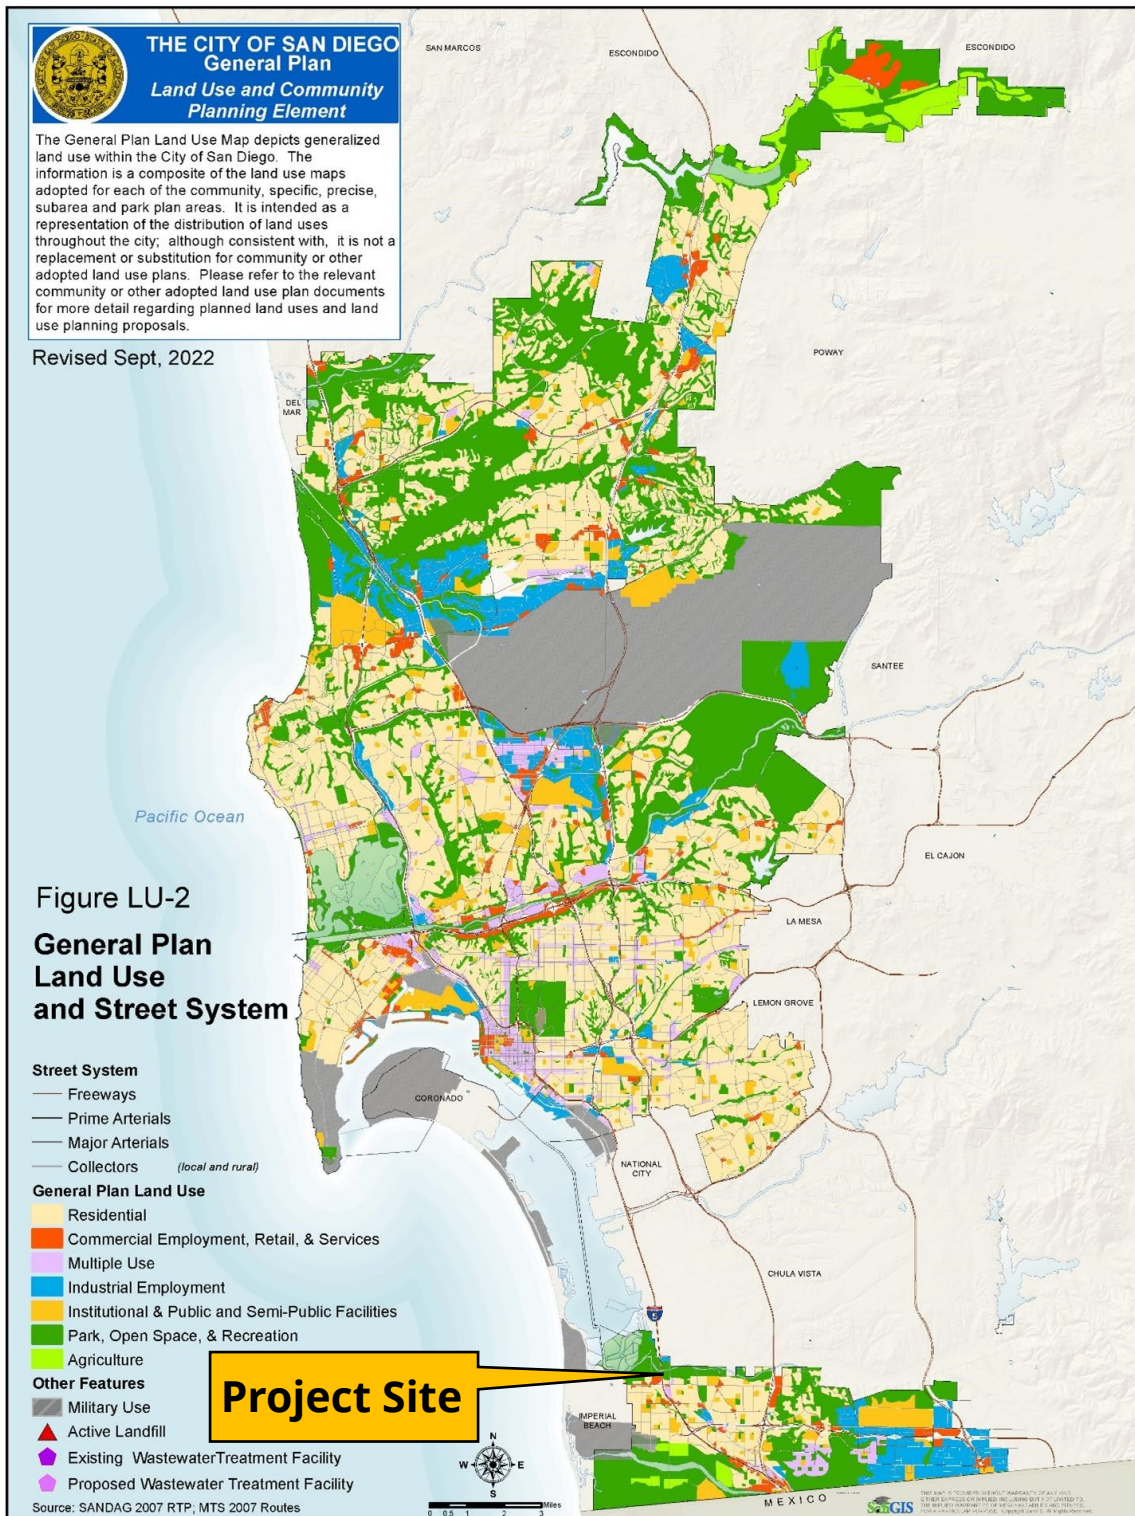 THE CITY OF SAN DIEGO
General Plan
Land Use and Community
Planning Element
The General Plan Land Use Map depicts generalized
land use within the City of San Diego. The
information is a composite of the land use maps
adopted for each of the community, specific, precise,
subarea and park plan areas. It is intended as a
representation of the distribution of land uses
throughout the city; although consistent with, it is not a
replacement or substitution for community or other
adopted land use plans. Please refer to the relevant
community or other adopted land use plan documents
for more detail regarding planned land uses and land
use planning proposals.
Revised Sept, 2022
SAN MARCOS
ESCONDIDO
ESCONDIDO
POWAY
DEL
MAR
SANTEE
Pacific Ocean
EL CAJON
LA MESA
LEMON GROVE
CORONADO
NATIONAL
CITY
CHULA VISTA
IMPERIAL
BEACH
MEXICO
Figure LU-2
General Plan
Land Use
and Street System
Street System
Freeways
Prime Arterials
Major Arterials
Collectors (local and rural)
General Plan Land Use
Residential
Commercial Employment, Retail, & Services
Multiple Use
Industrial Employment
Institutional & Public and Semi-Public Facilities
Park, Open Space, & Recreation
Agriculture
Other Features
Military Use
Active Landfill
Existing WastewaterTreatment Facility
Proposed Wastewater Treatment Facility
Source: SANDAG 2007 RTP; MTS 2007 Routes
Project Site
N
W E
S
0 0.5 1 2 3 Miles
SanGIS